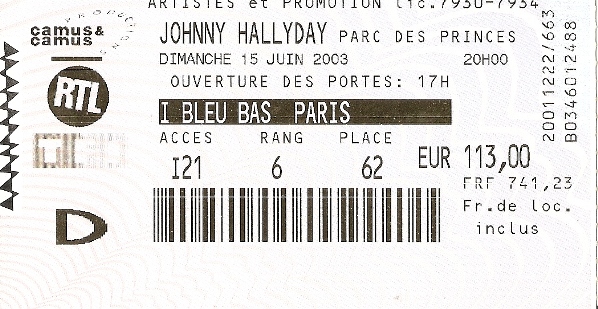 ARTISTES et PROMOTION lic.7930-7934
camus&
camus
PRODUCTIONS
JOHNNY HALLYDAY PARC DES PRINCES
DIMANCHE 15 JUIN 2003 20H00
OUVERTURE DES PORTES: 17H
RTL
I BLEU BAS PARIS
ACCES RANG PLACE
I21 6 62
EUR 113,00
FRF 741,23
Fr.de loc.
inclus
D
20011222/663
B0346012488